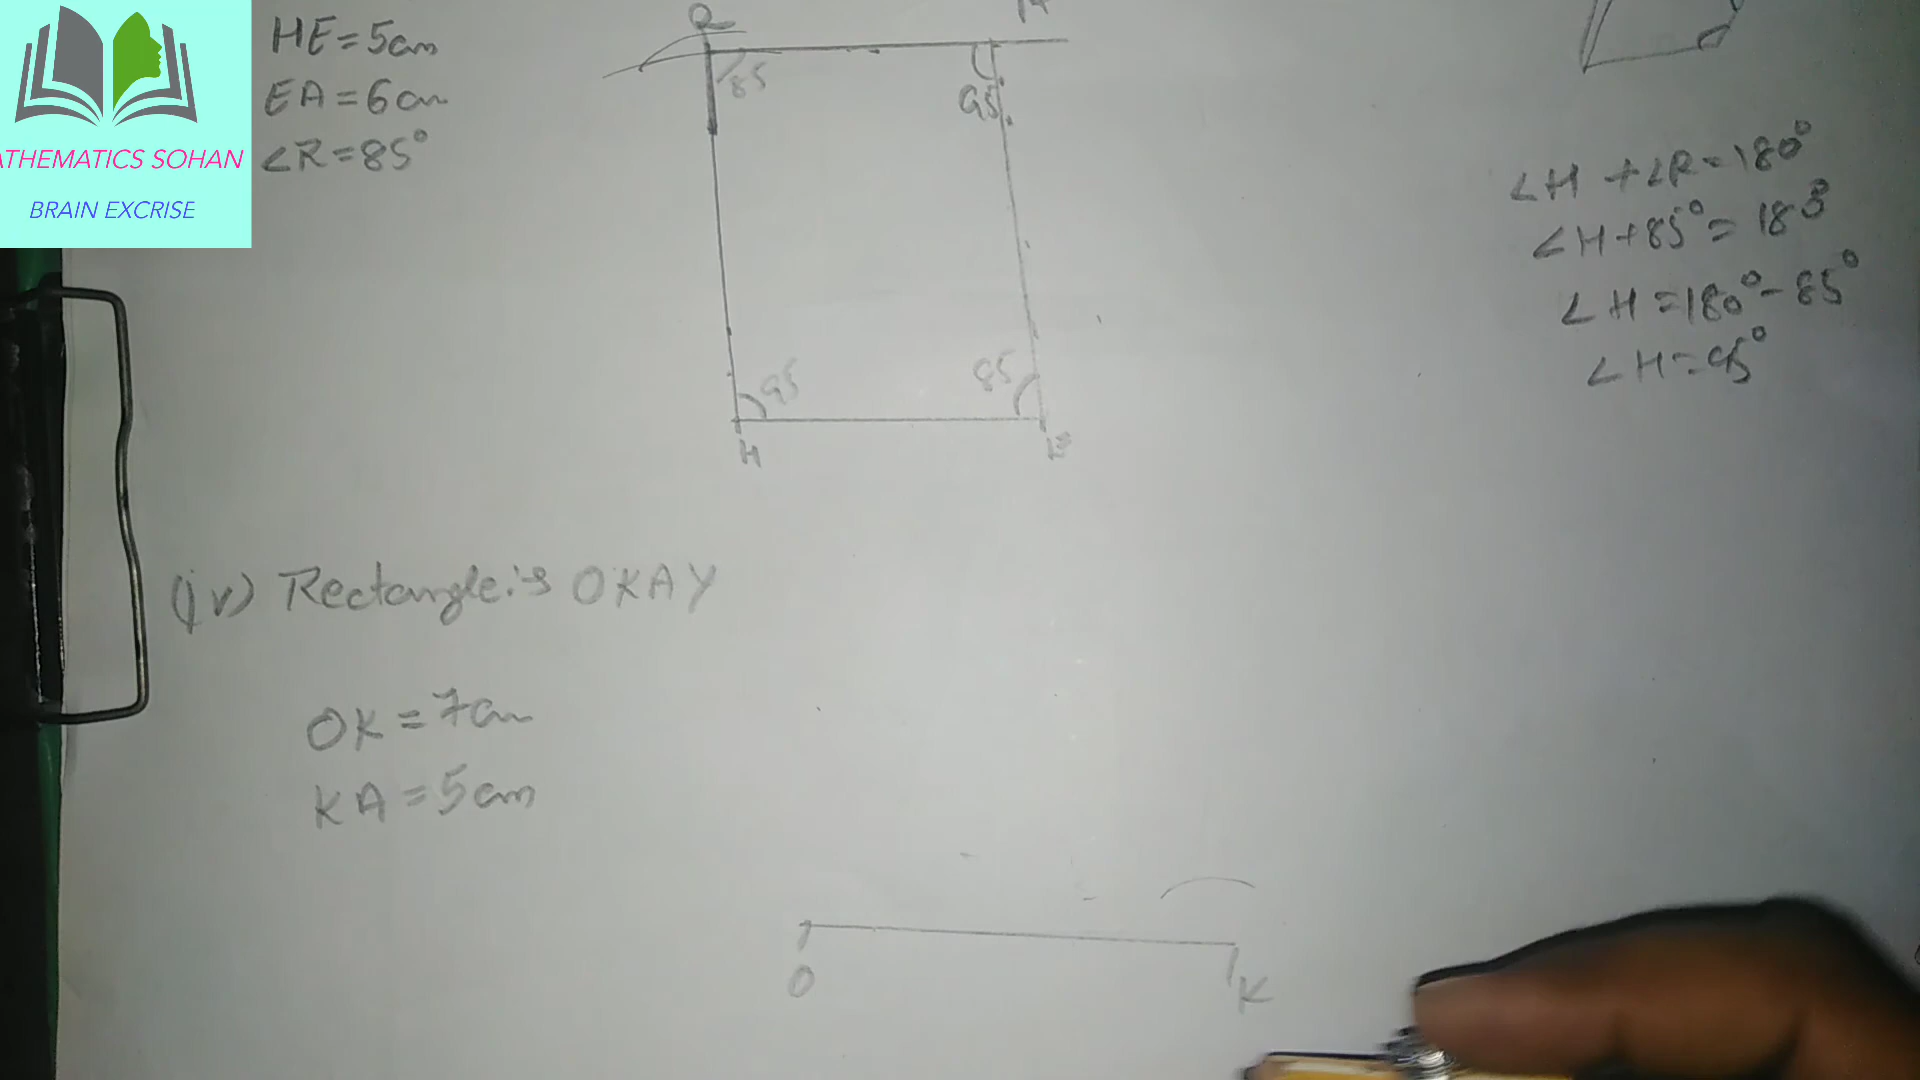 HE=5cm
EA=6cm
∠R=85°
ATHEMATICS SOHAN
BRAIN EXCRISE
R
85
95
95
85
H
E
∠H+∠R=180°
∠H+85°=180
∠H=180°-85°
∠H=95°
(iv) Rectangle is OKAY
OK=7cm
KA=5cm
O
K